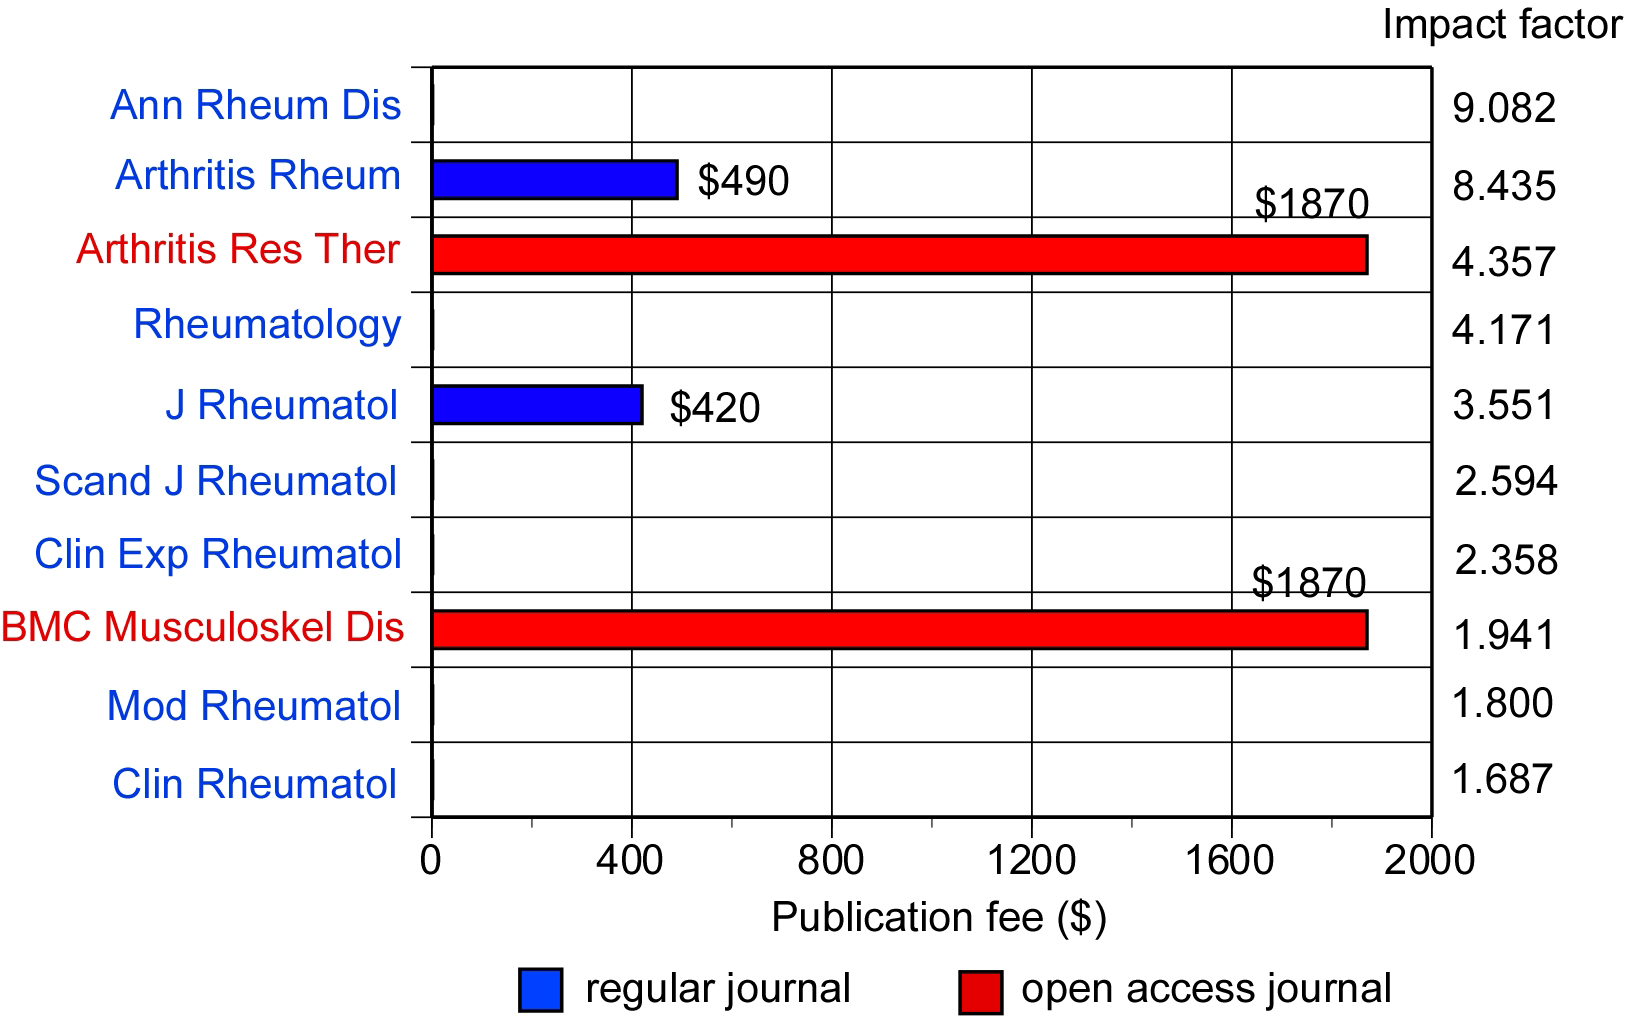 Impact factor
Ann Rheum Dis 9.082
Arthritis Rheum $490 8.435
$1870
Arthritis Res Ther 4.357
Rheumatology 4.171
J Rheumatol $420 3.551
Scand J Rheumatol 2.594
Clin Exp Rheumatol 2.358
$1870
BMC Musculoskel Dis 1.941
Mod Rheumatol 1.800
Clin Rheumatol 1.687
0 400 800 1200 1600 2000
Publication fee ($)
regular journal open access journal